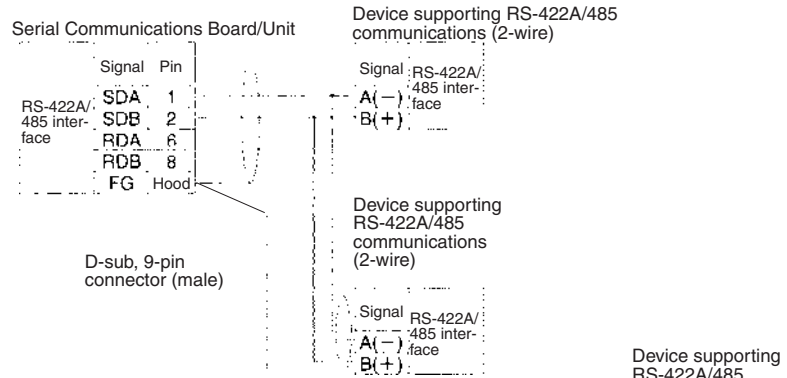 Serial Communications Board/Unit
Device supporting RS-422A/485
communications (2-wire)
Signal Pin
RS-422A/
485 inter-
face
SDA 1
SDB 2
RDA 6
RDB 8
FG Hood
Signal
RS-422A/
485 inter-
face
A(−)
B(+)
D-sub, 9-pin
connector (male)
Device supporting
RS-422A/485
communications
(2-wire)
Signal
RS-422A/
485 inter-
face
A(−)
B(+)
Device supporting
RS-422A/485